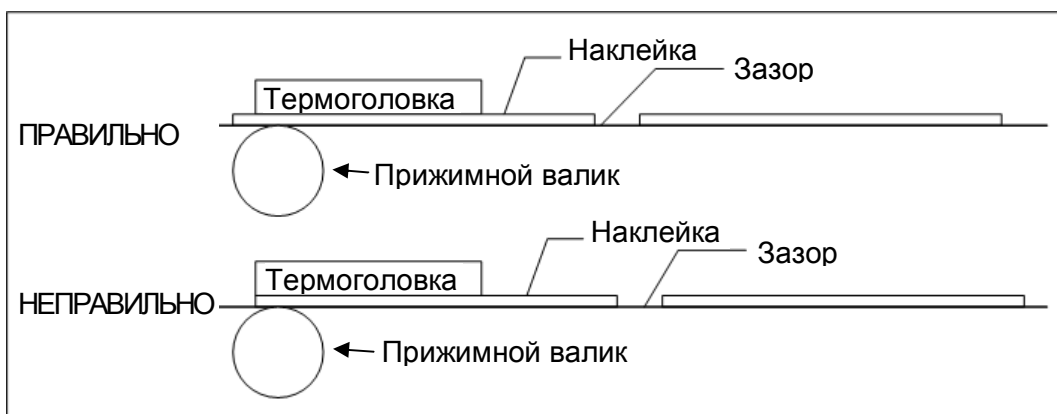 Наклейка
Зазор
Термоголовка
ПРАВИЛЬНО
Прижимной валик
Наклейка
Зазор
Термоголовка
НЕПРАВИЛЬНО
Прижимной валик